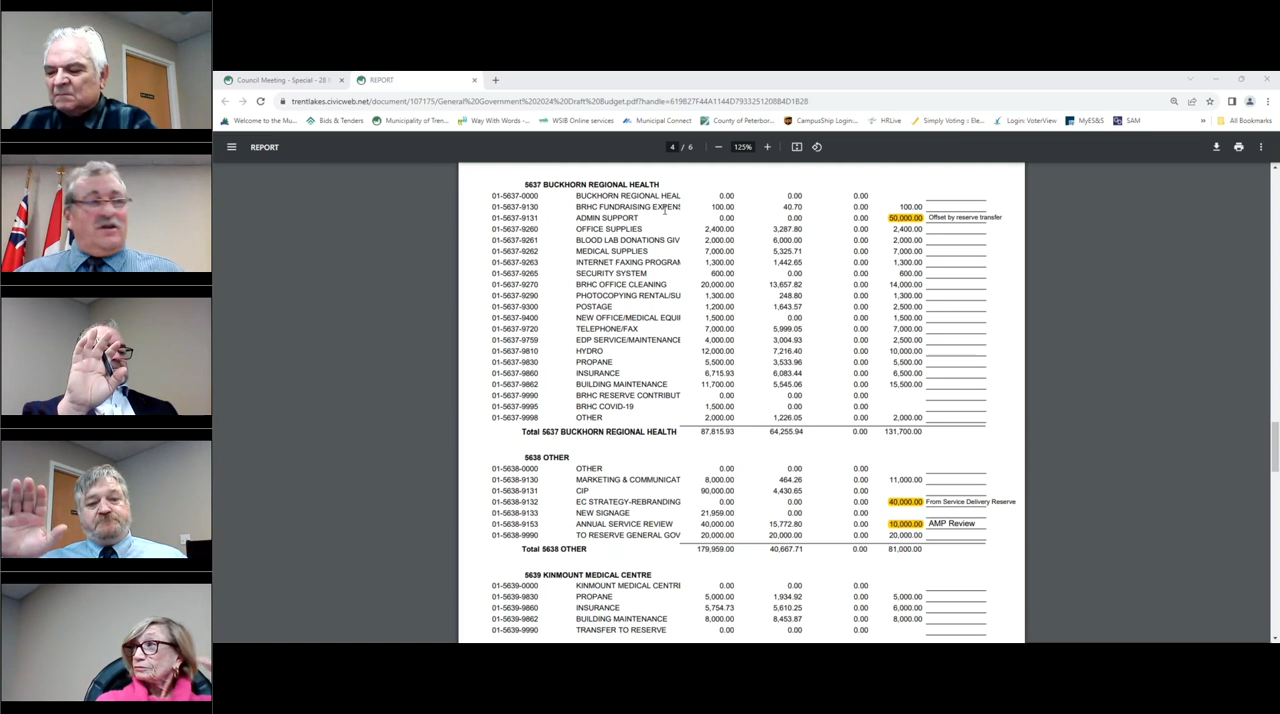 Council Meeting - Special - 28
REPORT
trentlakes.civicweb.net/document/107175/General%20Government%202024%20Draft%20Budget.pdf?handle=619B27F44A1144D7933251208B4D1B28
Welcome to the Mu... Bids & Tenders Municipality of Tren... Way With Words -... WSIB Online services Municipal Connect County of Peterbor... CampusShip Login:... HRLive Simply Voting :: Ele... Login: VoterView MyES&S SAM » All Bookmarks
REPORT 4 / 6 125%
5637 BUCKHORN REGIONAL HEALTH
01-5637-0000 BUCKHORN REGIONAL HEAL 0.00 0.00 0.00
01-5637-9130 BRHC FUNDRAISING EXPENS 100.00 40.70 0.00 100.00
01-5637-9131 ADMIN SUPPORT 0.00 0.00 0.00 50,000.00 Offset by reserve transfer
01-5637-9260 OFFICE SUPPLIES 2,400.00 3,287.80 0.00 2,400.00
01-5637-9261 BLOOD LAB DONATIONS GIV 2,000.00 6,000.00 0.00 2,000.00
01-5637-9262 MEDICAL SUPPLIES 7,000.00 5,325.71 0.00 7,000.00
01-5637-9263 INTERNET FAXING PROGRAM 1,300.00 1,442.65 0.00 1,300.00
01-5637-9265 SECURITY SYSTEM 600.00 0.00 0.00 600.00
01-5637-9270 BRHC OFFICE CLEANING 20,000.00 13,657.82 0.00 14,000.00
01-5637-9290 PHOTOCOPYING RENTAL/SU 1,300.00 248.80 0.00 1,300.00
01-5637-9300 POSTAGE 1,200.00 1,643.57 0.00 2,500.00
01-5637-9400 NEW OFFICE/MEDICAL EQUI 1,500.00 0.00 0.00 1,500.00
01-5637-9720 TELEPHONE/FAX 7,000.00 5,999.05 0.00 7,000.00
01-5637-9759 EDP SERVICE/MAINTENANCE 4,000.00 3,004.93 0.00 2,500.00
01-5637-9810 HYDRO 12,000.00 7,216.40 0.00 10,000.00
01-5637-9830 PROPANE 5,500.00 3,533.96 0.00 5,500.00
01-5637-9860 INSURANCE 6,715.93 6,083.44 0.00 6,500.00
01-5637-9862 BUILDING MAINTENANCE 11,700.00 5,545.06 0.00 15,500.00
01-5637-9990 BRHC RESERVE CONTRIBUT 0.00 0.00 0.00
01-5637-9995 BRHC COVID-19 1,500.00 0.00 0.00
01-5637-9998 OTHER 2,000.00 1,226.05 0.00 2,000.00
Total 5637 BUCKHORN REGIONAL HEALTH 87,815.93 64,255.94 0.00 131,700.00
5638 OTHER
01-5638-0000 OTHER 0.00 0.00 0.00
01-5638-9130 MARKETING & COMMUNICAT 8,000.00 464.26 0.00 11,000.00
01-5638-9131 CIP 90,000.00 4,430.65 0.00
01-5638-9132 EC STRATEGY-REBRANDING 0.00 0.00 0.00 40,000.00 From Service Delivery Reserve
01-5638-9133 NEW SIGNAGE 21,959.00 0.00 0.00
01-5638-9153 ANNUAL SERVICE REVIEW 40,000.00 15,772.80 0.00 10,000.00 AMP Review
01-5638-9990 TO RESERVE GENERAL GOV 20,000.00 20,000.00 0.00 20,000.00
Total 5638 OTHER 179,959.00 40,667.71 0.00 81,000.00
5639 KINMOUNT MEDICAL CENTRE
01-5639-0000 KINMOUNT MEDICAL CENTRI 0.00 0.00 0.00
01-5639-9830 PROPANE 5,000.00 1,934.92 0.00 5,000.00
01-5639-9860 INSURANCE 5,754.73 5,610.25 0.00 6,000.00
01-5639-9862 BUILDING MAINTENANCE 8,000.00 8,453.87 0.00 8,000.00
01-5639-9990 TRANSFER TO RESERVE 0.00 0.00 0.00